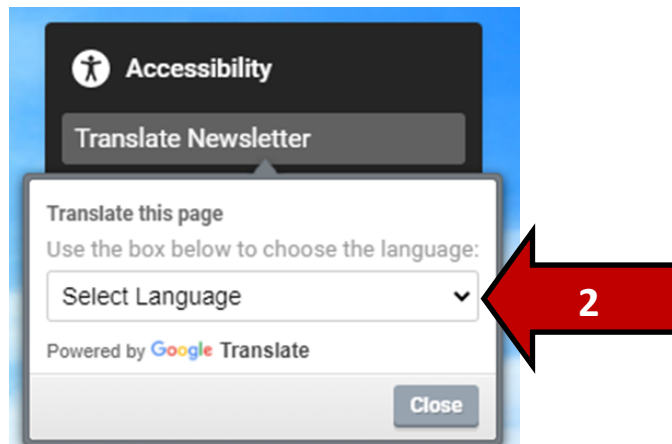 Accessibility
Translate Newsletter
Translate this page
Use the box below to choose the language:
Select Language
2
Powered by Google Translate
Close